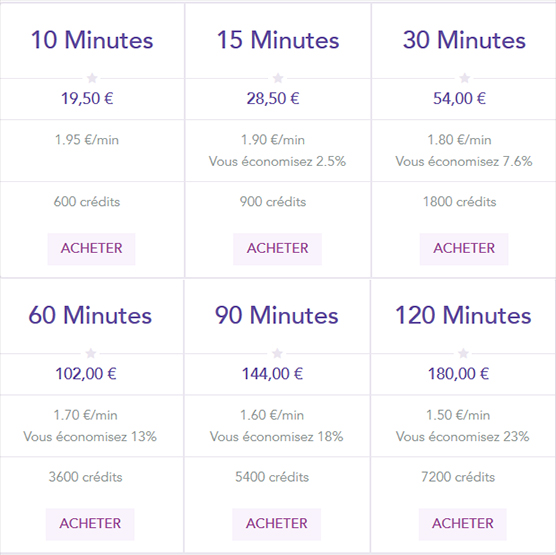 10 Minutes
19,50 €
1.95 €/min
600 crédits
ACHETER
15 Minutes
28,50 €
1.90 €/min
Vous économisez 2.5%
900 crédits
ACHETER
30 Minutes
54,00 €
1.80 €/min
Vous économisez 7.6%
1800 crédits
ACHETER
60 Minutes
102,00 €
1.70 €/min
Vous économisez 13%
3600 crédits
ACHETER
90 Minutes
144,00 €
1.60 €/min
Vous économisez 18%
5400 crédits
ACHETER
120 Minutes
180,00 €
1.50 €/min
Vous économisez 23%
7200 crédits
ACHETER